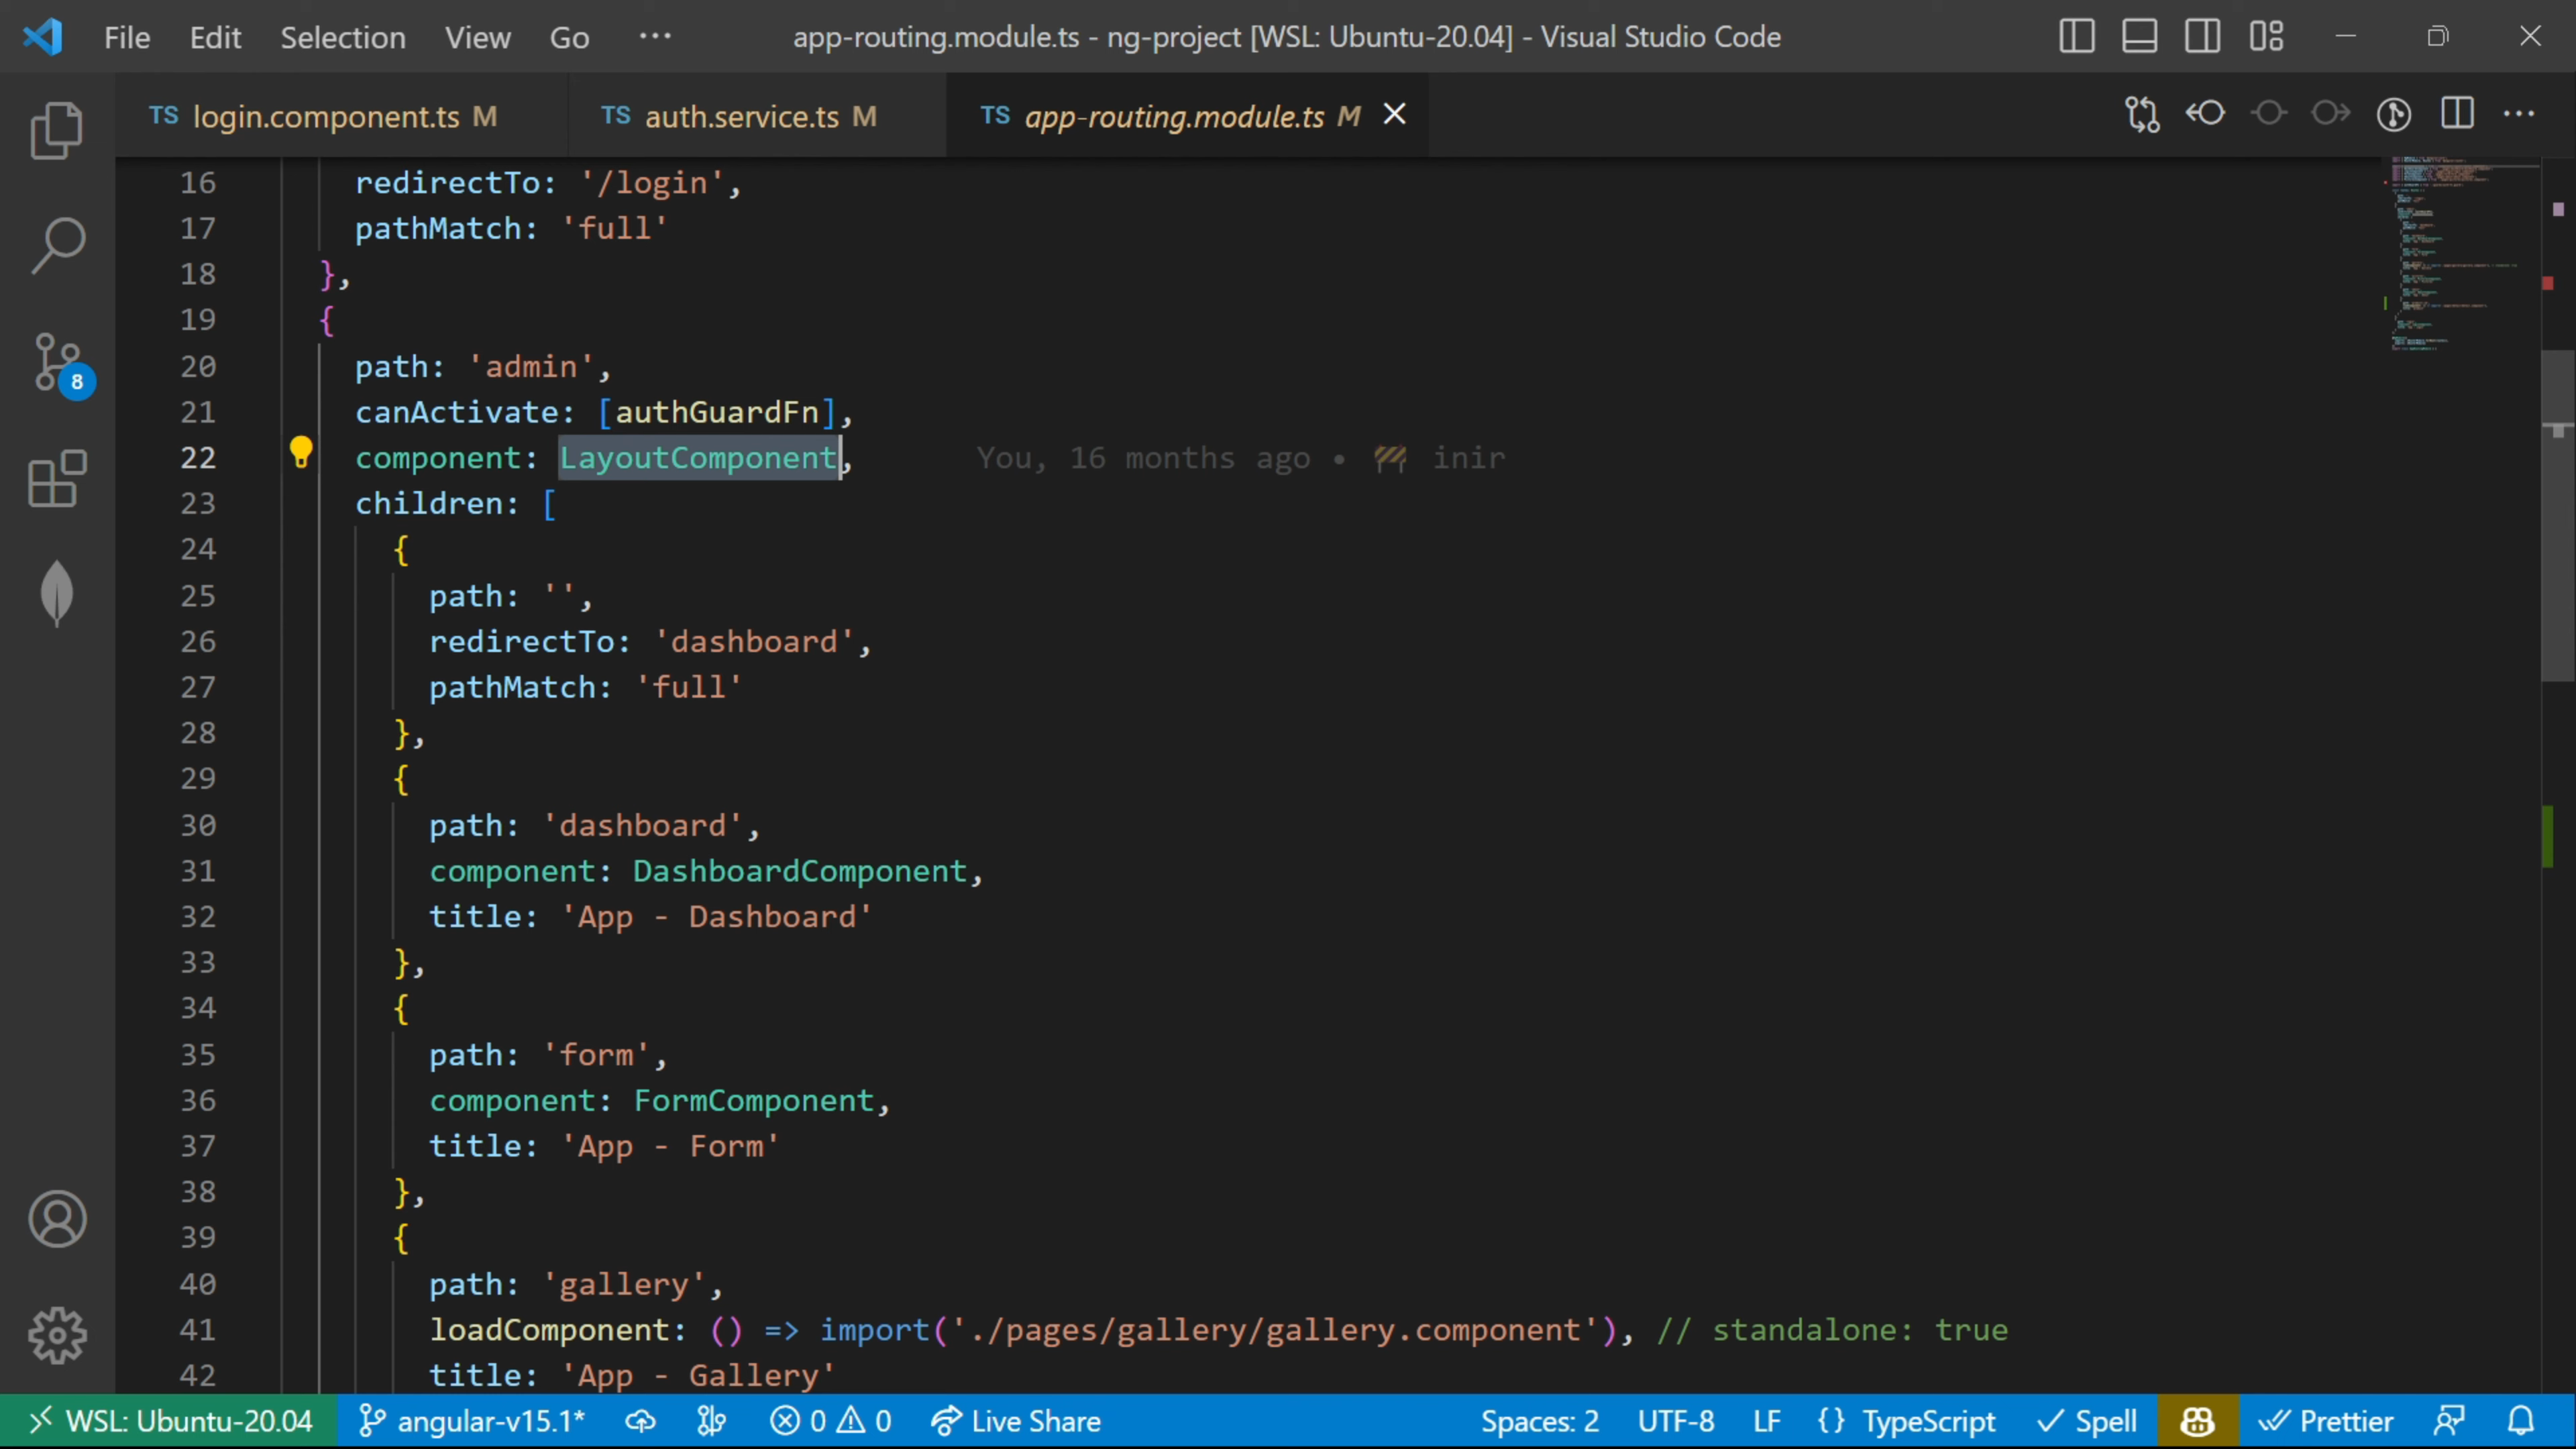 File Edit Selection View Go ··· app-routing.module.ts - ng-project [WSL: Ubuntu-20.04] - Visual Studio Code
TS login.component.ts M TS auth.service.ts M TS app-routing.module.ts M
16 redirectTo: '/login',
17 pathMatch: 'full'
18 },
19 {
20 path: 'admin',
21 canActivate: [authGuardFn],
22 component: LayoutComponent, You, 16 months ago • 🚧 inir
23 children: [
24 {
25 path: '',
26 redirectTo: 'dashboard',
27 pathMatch: 'full'
28 },
29 {
30 path: 'dashboard',
31 component: DashboardComponent,
32 title: 'App - Dashboard'
33 },
34 {
35 path: 'form',
36 component: FormComponent,
37 title: 'App - Form'
38 },
39 {
40 path: 'gallery',
41 loadComponent: () => import('./pages/gallery/gallery.component'), // standalone: true
42 title: 'App - Gallery'
8
WSL: Ubuntu-20.04 angular-v15.1* 0 0 Live Share Spaces: 2 UTF-8 LF {} TypeScript Spell Prettier